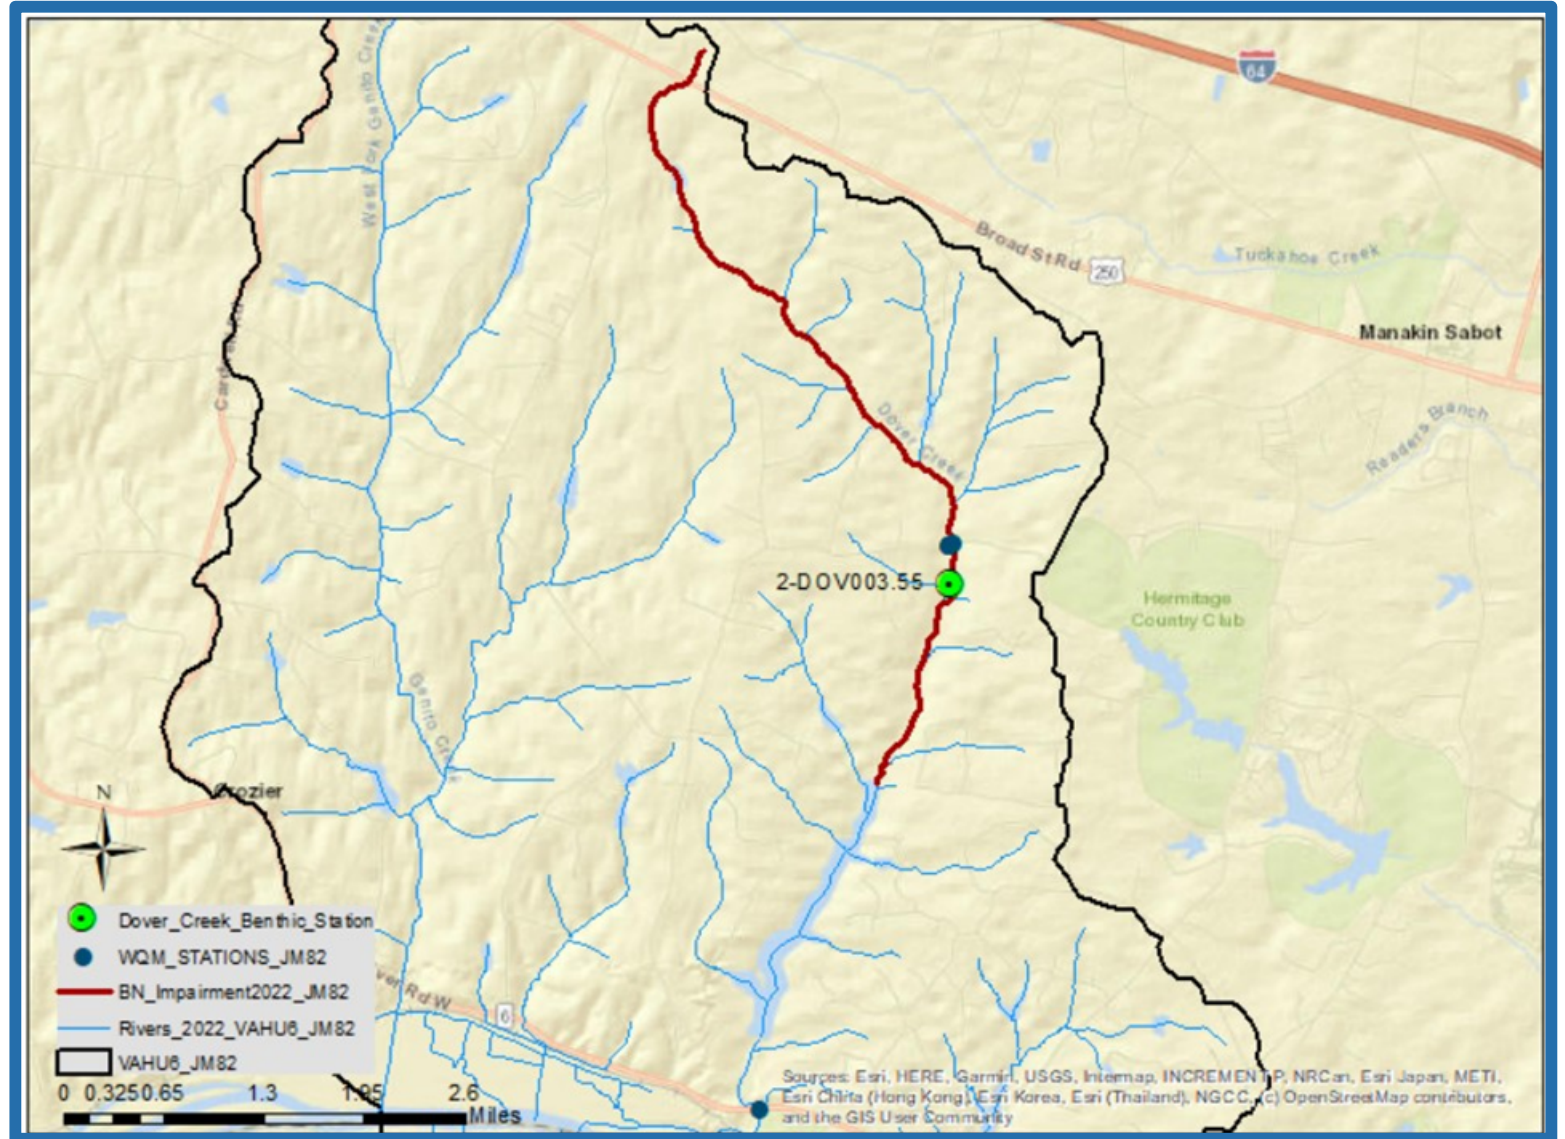 West Fork Genito Creek
64
Broad St Rd
250
Tuckahoe Creek
Manakin Sabot
Readers Branch
Dover Creek
2-DOV003.55
Hermitage
Country Club
Genito Creek
Crozier
N
Dover_Creek_Benthic_Station
WQM_STATIONS_JM82
BN_Impairment2022_JM82
Rivers_2022_VAHU6_JM82
VAHU6_JM82
ver Rd W
6
0 0.325 0.65 1.3 1.95 2.6
Miles
Sources: Esri, HERE, Garmin, USGS, Intermap, INCREMENT P, NRCan, Esri Japan, METI,
Esri China (Hong Kong), Esri Korea, Esri (Thailand), NGCC, (c) OpenStreetMap contributors,
and the GIS User Community